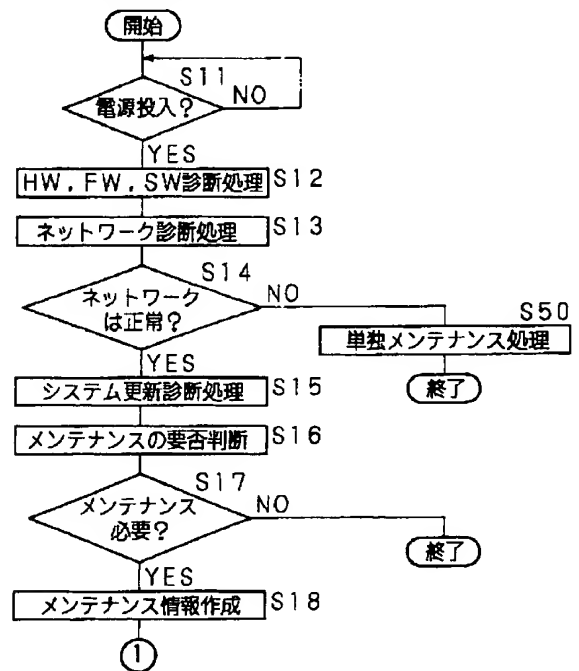 開始
S11
電源投入?
NO
YES
HW,FW,SW診断処理
S12
ネットワーク診断処理
S13
S14
ネットワーク
は正常?
NO
S50
単独メンテナンス処理
終了
YES
システム更新診断処理
S15
メンテナンスの要否判断
S16
S17
メンテナンス
必要?
NO
終了
YES
メンテナンス情報作成
S18
1